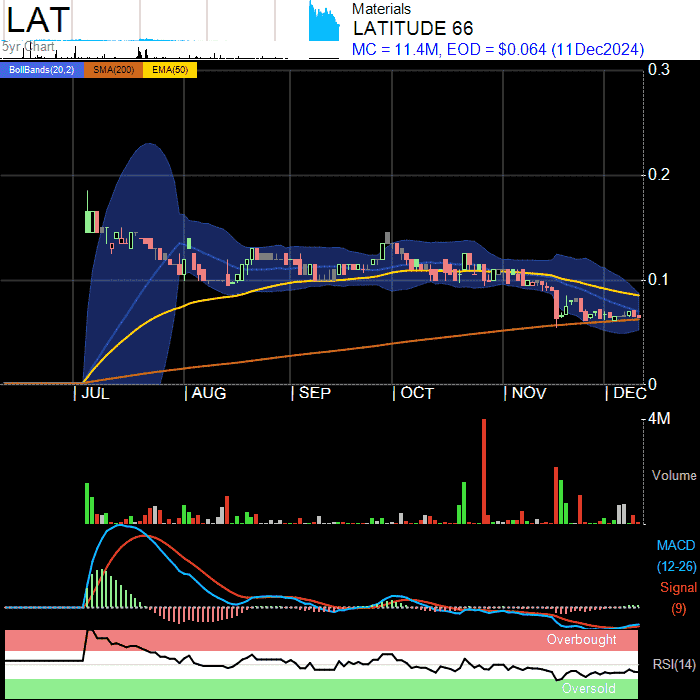 LAT
5yr Chart
Materials
LATITUDE 66
MC = 11.4M, EOD = $0.064 (11Dec2024)
BollBands(20,2) SMA(200) EMA(50)
0.3
0.2
0.1
0
JUL AUG SEP OCT NOV DEC
4M
Volume
MACD
(12-26)
Signal
(9)
Overbought
RSI(14)
Oversold